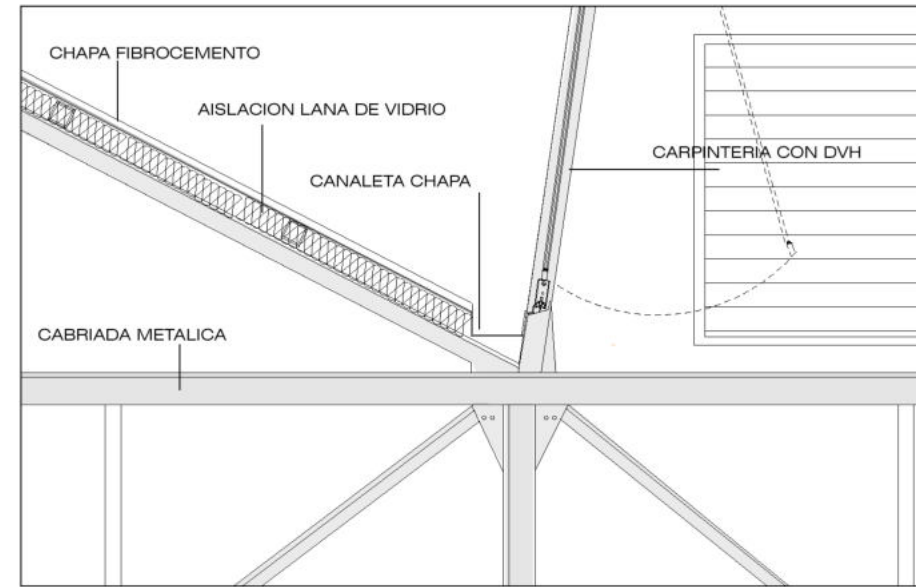 CHAPA FIBROCEMENTO
AISLACION LANA DE VIDRIO
CARPINTERIA CON DVH
CANALETA CHAPA
CABRIADA METALICA